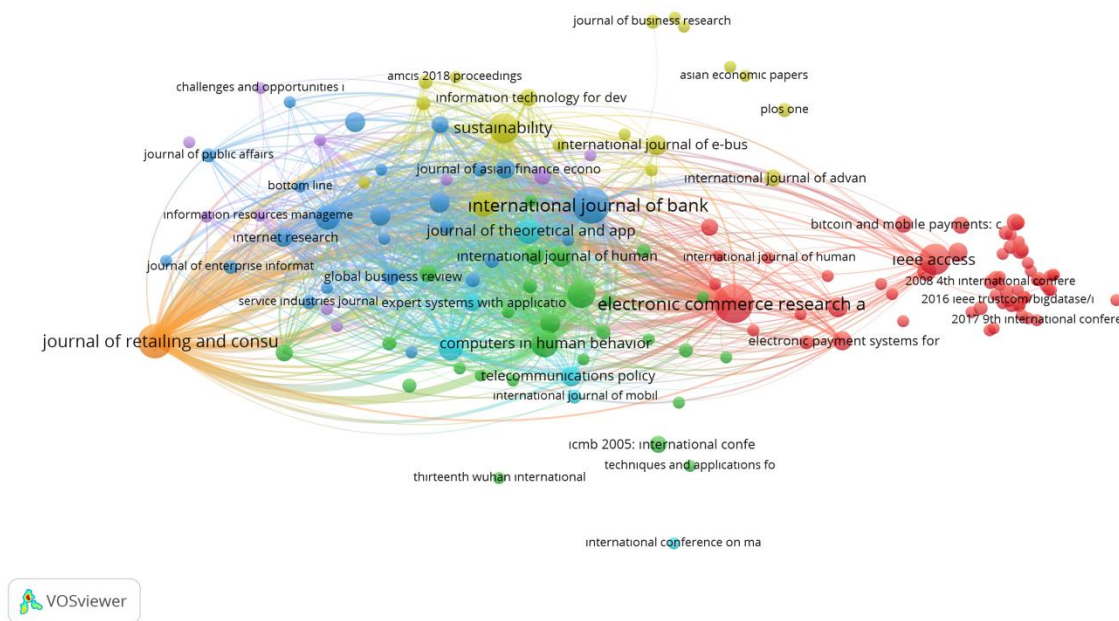 journal of business research
amcis 2018 proceedings
asian economic papers
challenges and opportunities i
information technology for dev
plos one
sustainability
international journal of e-bus
journal of public affairs
journal of asian finance econo
international journal of advan
bottom line
international journal of bank
information resources manageme
bitcoin and mobile payments: c
journal of theoretical and app
internet research
international journal of human
international journal of human
ieee access
journal of enterprise informat
global business review
2008 4th international confere
service industries journal
expert systems with applicatio
electronic commerce research a
2016 ieee trustcom/bigdatase/i
2017 9th international confere
journal of retailing and consu
computers in human behavior
electronic payment systems for
telecommunications policy
international journal of mobil
icmb 2005: international confe
techniques and applications fo
thirteenth wuhan international
international conference on ma
VOSviewer